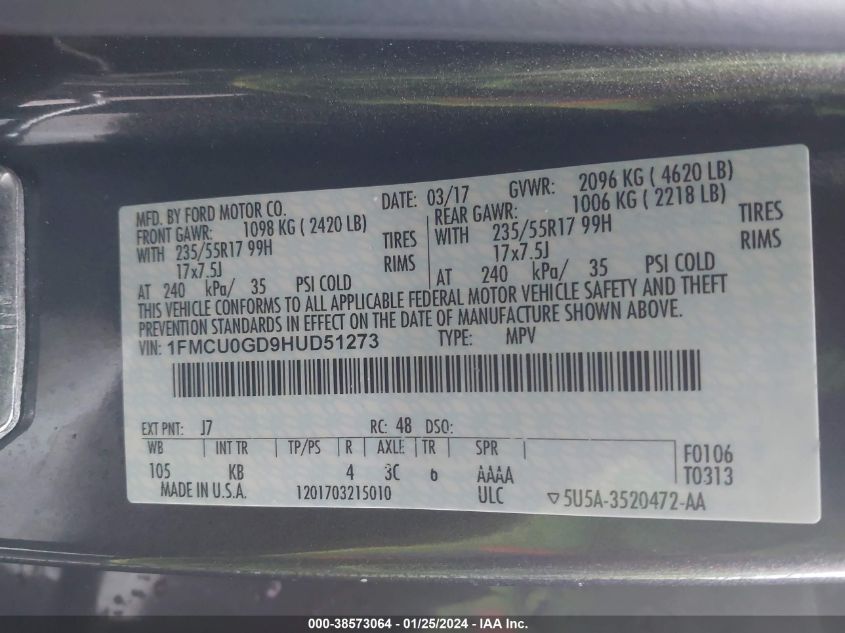 MFD. BY FORD MOTOR CO. DATE: 03/17 GVWR: 2096 KG ( 4620 LB)
FRONT GAWR: 1098 KG ( 2420 LB) REAR GAWR: 1006 KG ( 2218 LB)
WITH 235/55R17 99H TIRES WITH 235/55R17 99H TIRES
17x7.5J RIMS 17x7.5J RIMS
AT 240 kPa/ 35 PSI COLD AT 240 kPa/ 35 PSI COLD
THIS VEHICLE CONFORMS TO ALL APPLICABLE FEDERAL MOTOR VEHICLE SAFETY AND THEFT
PREVENTION STANDARDS IN EFFECT ON THE DATE OF MANUFACTURE SHOWN ABOVE.
VIN: 1FMCU0GD9HUD51273 TYPE: MPV
EXT PNT: J7 RC: 48 DSO:
WB INT TR TP/PS R AXLE TR SPR F0106
105 KB 4 3C 6 AAAA T0313
MADE IN U.S.A. 1201703215010 ULC ▽5U5A-3520472-AA
000-38573064 - 01/25/2024 - IAA Inc.